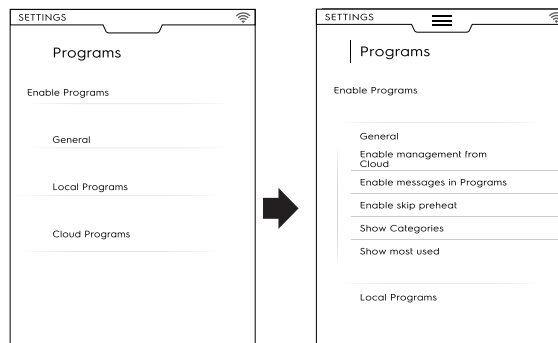 SETTINGS
Programs
Enable Programs
General
Local Programs
Cloud Programs
SETTINGS
Programs
Enable Programs
General
Enable management from
Cloud
Enable messages in Programs
Enable skip preheat
Show Categories
Show most used
Local Programs